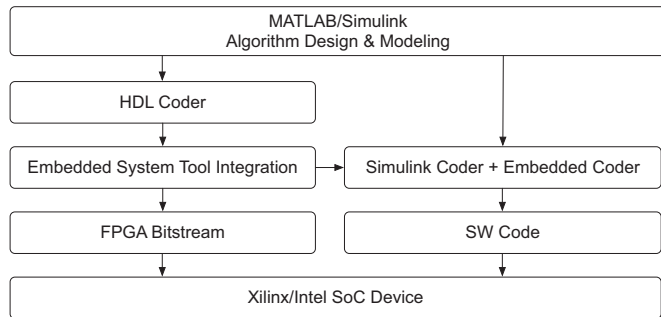 MATLAB/Simulink
Algorithm Design & Modeling
HDL Coder
Embedded System Tool Integration
Simulink Coder + Embedded Coder
FPGA Bitstream
SW Code
Xilinx/Intel SoC Device